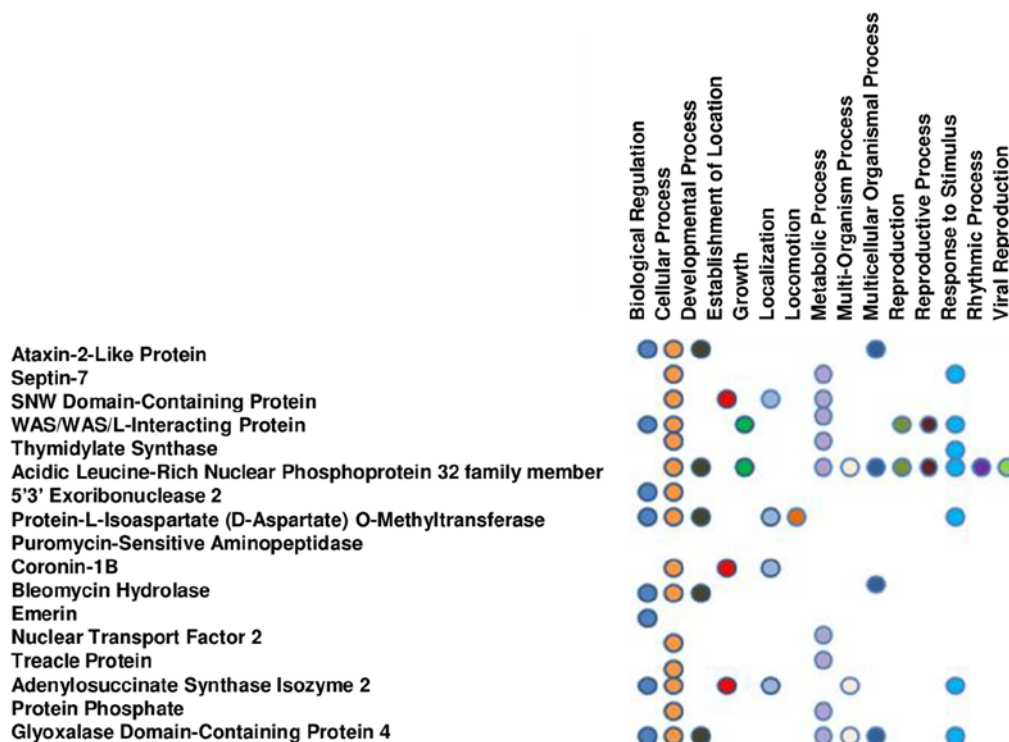 Biological Regulation
Cellular Process
Developmental Process
Establishment of Location
Growth
Localization
Locomotion
Metabolic Process
Multi-Organism Process
Multicellular Organismal Process
Reproduction
Reproductive Process
Response to Stimulus
Rhythmic Process
Viral Reproduction
Ataxin-2-Like Protein
Septin-7
SNW Domain-Containing Protein
WAS/WAS/L-Interacting Protein
Thymidylate Synthase
Acidic Leucine-Rich Nuclear Phosphoprotein 32 family member
5’3’ Exoribonuclease 2
Protein-L-Isoaspartate (D-Aspartate) O-Methyltransferase
Puromycin-Sensitive Aminopeptidase
Coronin-1B
Bleomycin Hydrolase
Emerin
Nuclear Transport Factor 2
Treacle Protein
Adenylosuccinate Synthase Isozyme 2
Protein Phosphate
Glyoxalase Domain-Containing Protein 4